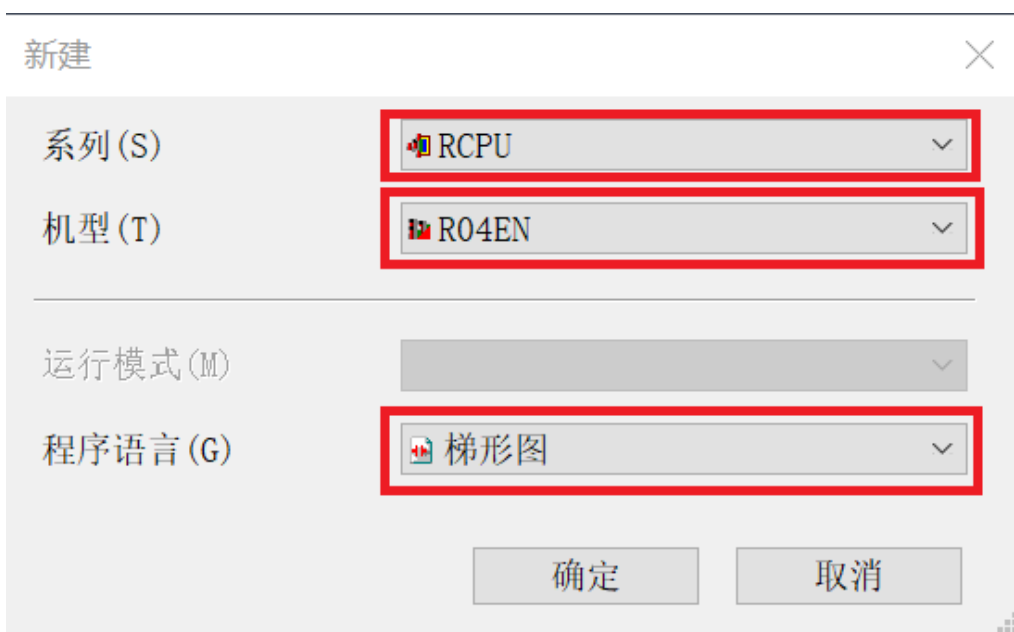 新建
系列(S) RCPU
机型(T) R04EN
运行模式(M)
程序语言(G) 梯形图
确定 取消